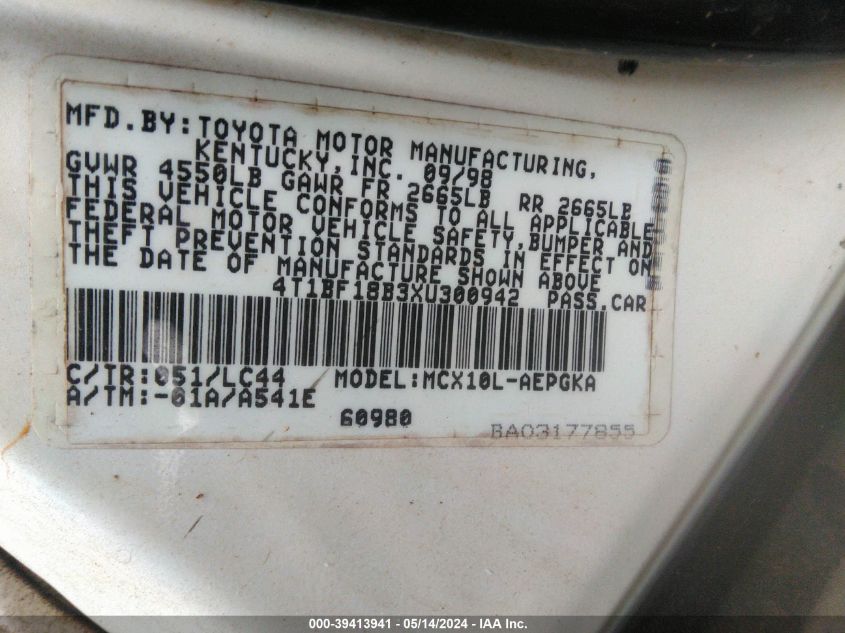 MFD.BY:TOYOTA MOTOR MANUFACTURING,
KENTUCKY,INC. 09/98
GVWR 4550LB GAWR FR 2665LB RR 2665LB
THIS VEHICLE CONFORMS TO ALL APPLICABLE
FEDERAL MOTOR VEHICLE SAFETY,BUMPER AND
THEFT PREVENTION STANDARDS IN EFFECT ON
THE DATE OF MANUFACTURE SHOWN ABOVE
4T1BF18B3XU300942 PASS.CAR
C/TR:051/LC44 MODEL:MCX10L-AEPGKA
A/TM:-01A/A541E
60980
BA03177855
000-39413941 / 05/14/2024 - IAA Inc.